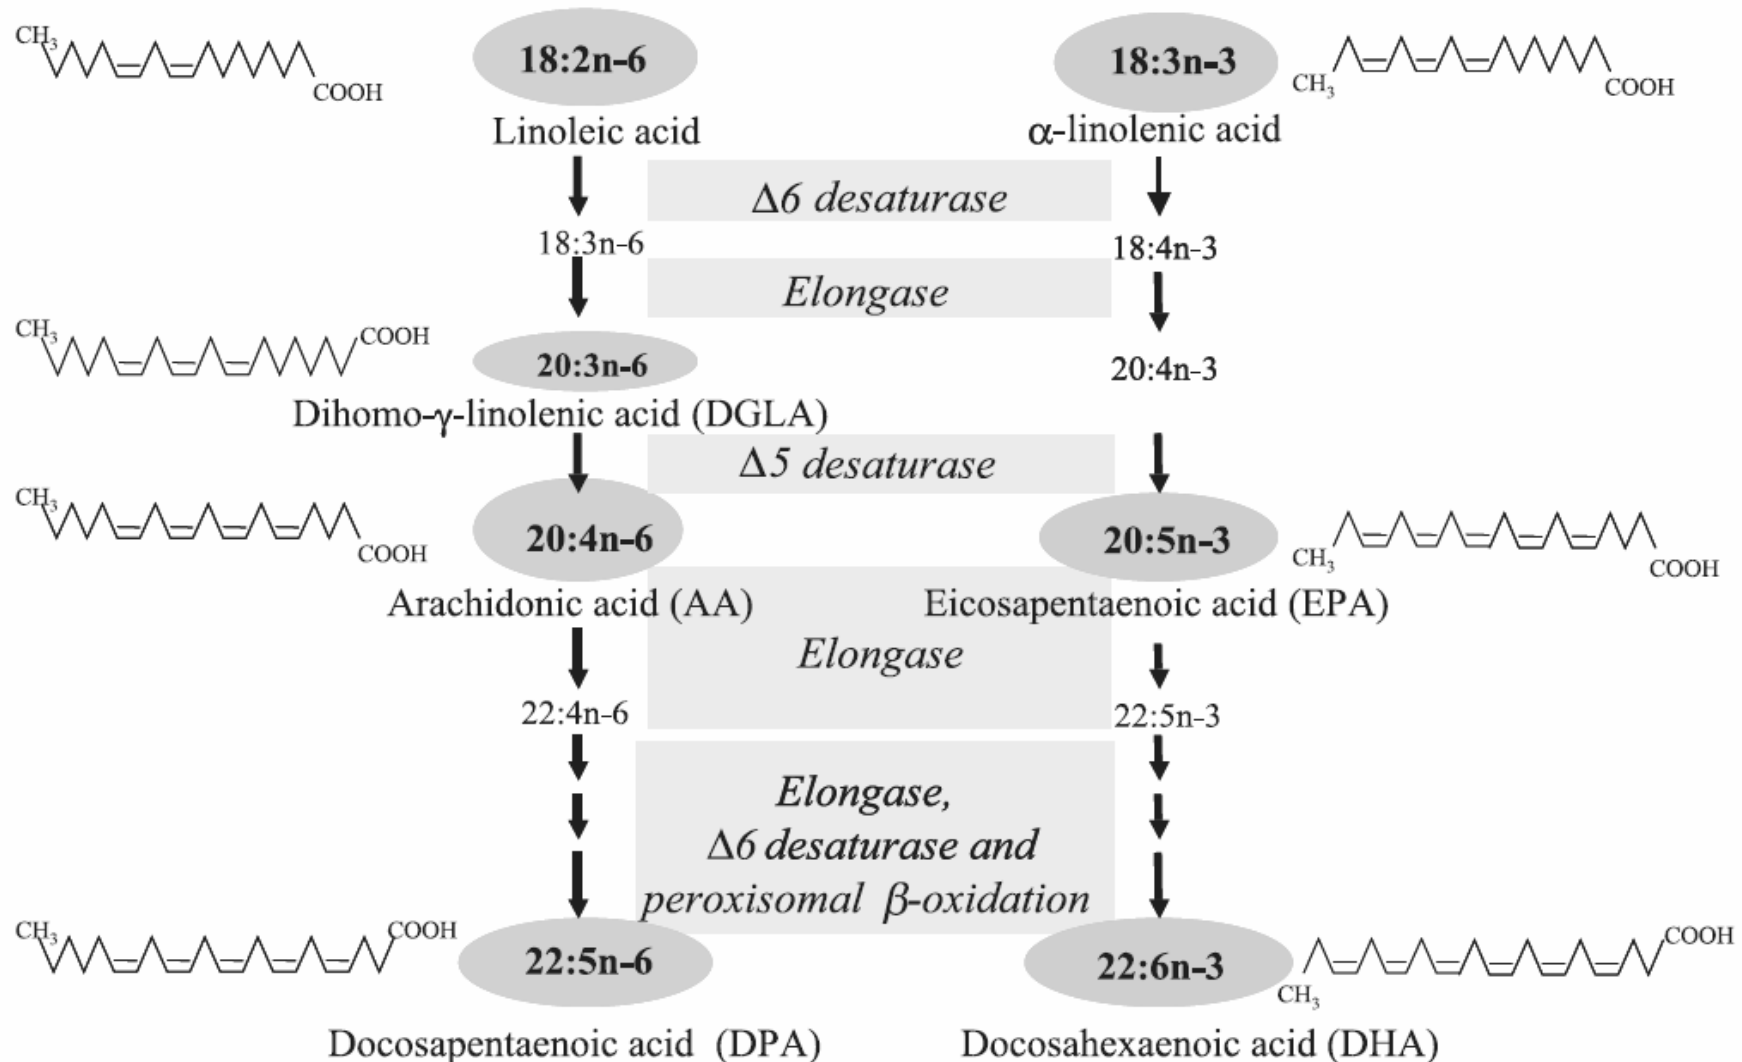 CH3
COOH
18:2n-6
Linoleic acid
18:3n-3
α-linolenic acid
CH3
COOH
Δ6 desaturase
18:3n-6
18:4n-3
Elongase
CH3
COOH
20:3n-6
Dihomo-γ-linolenic acid (DGLA)
20:4n-3
Δ5 desaturase
CH3
COOH
20:4n-6
Arachidonic acid (AA)
20:5n-3
Eicosapentaenoic acid (EPA)
CH3
COOH
Elongase
22:4n-6
22:5n-3
Elongase,
Δ6 desaturase and
peroxisomal β-oxidation
CH3
COOH
22:5n-6
Docosapentaenoic acid (DPA)
22:6n-3
Docosahexaenoic acid (DHA)
CH3
COOH